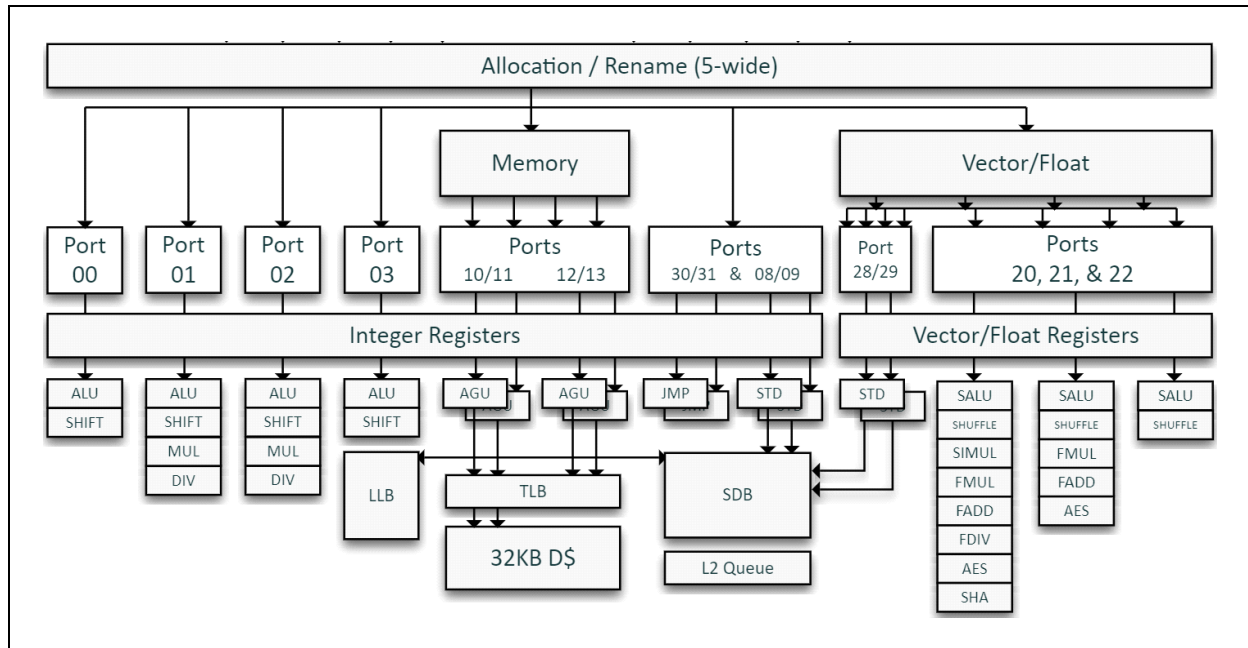 Allocation / Rename (5-wide)
Memory
Vector/Float
Port
00
Port
01
Port
02
Port
03
Ports
10/11 12/13
Ports
30/31 & 08/09
Port
28/29
Ports
20, 21, & 22
Integer Registers
Vector/Float Registers
ALU
SHIFT
ALU
SHIFT
MUL
DIV
ALU
SHIFT
MUL
DIV
ALU
SHIFT
AGU
AGU
JMP
JMP
STD
STD
SALU
SHUFFLE
SIMUL
FMUL
FADD
FDIV
AES
SHA
SALU
SHUFFLE
FMUL
FADD
AES
SALU
SHUFFLE
LLB
TLB
32KB D$
SDB
L2 Queue